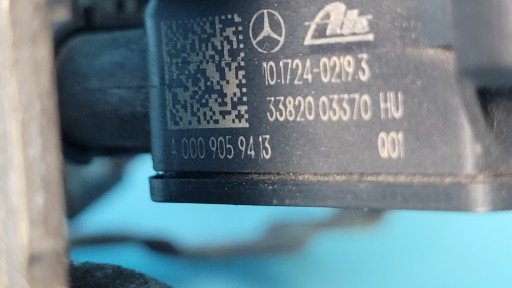 Ate
10.1724-0219.3
33820 03370 HU
A 000 905 94 13
Q01